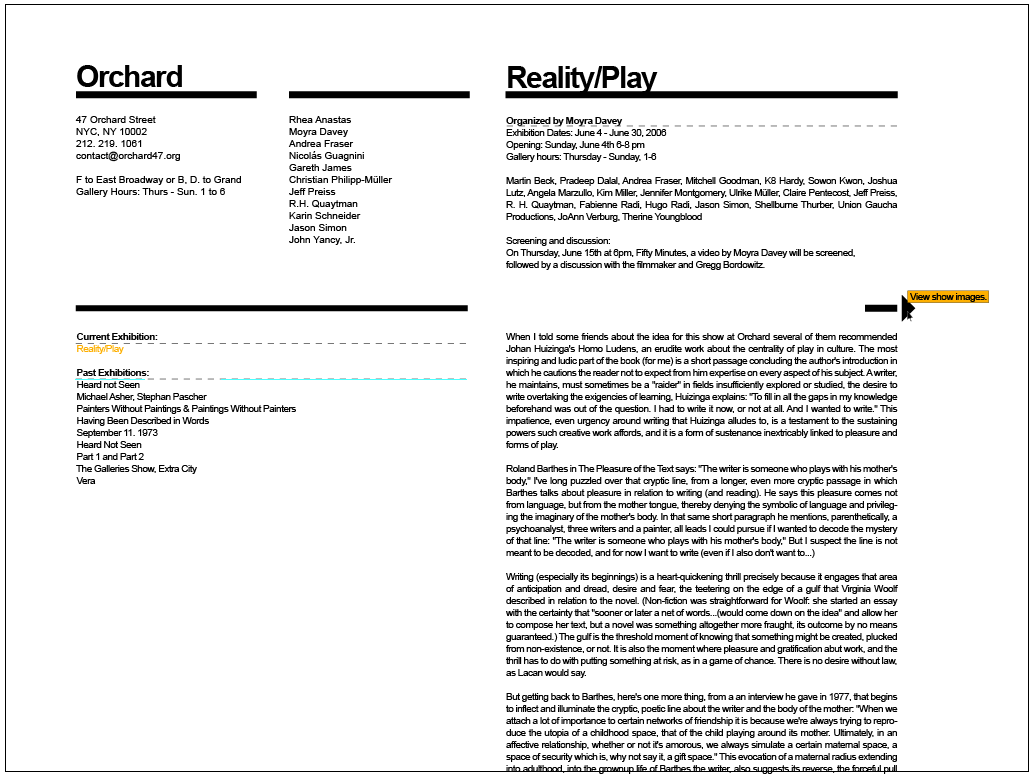 Orchard
47 Orchard Street
NYC, NY 10002
212. 219. 1061
contact@orchard47.org
F to East Broadway or B, D. to Grand
Gallery Hours: Thurs - Sun. 1 to 6
Rhea Anastas
Moyra Davey
Andrea Fraser
Nicolás Guagnini
Gareth James
Christian Philipp-Müller
Jeff Preiss
R.H. Quaytman
Karin Schneider
Jason Simon
John Yancy, Jr.
Current Exhibition:
Reality/Play
Past Exhibitions:
Heard not Seen
Michael Asher, Stephan Pascher
Painters Without Paintings & Paintings Without Painters
Having Been Described in Words
September 11. 1973
Heard Not Seen
Part 1 and Part 2
The Galleries Show, Extra City
Vera
Reality/Play
Organized by Moyra Davey
Exhibition Dates: June 4 - June 30, 2006
Opening: Sunday, June 4th 6-8 pm
Gallery hours: Thursday - Sunday, 1-6
Martin Beck, Pradeep Dalal, Andrea Fraser, Mitchell Goodman, K8 Hardy, Sowon Kwon, Joshua
Lutz, Angela Marzullo, Kim Miller, Jennifer Montgomery, Ulrike Müller, Claire Pentecost, Jeff Preiss,
R. H. Quaytman, Fabienne Radi, Hugo Radi, Jason Simon, Shellburne Thurber, Union Gaucha
Productions, JoAnn Verburg, Therine Youngblood
Screening and discussion:
On Thursday, June 15th at 6pm, Fifty Minutes, a video by Moyra Davey will be screened,
followed by a discussion with the filmmaker and Gregg Bordowitz.
View show images.
When I told some friends about the idea for this show at Orchard several of them recommended
Johan Huizinga's Homo Ludens, an erudite work about the centrality of play in culture. The most
inspiring and ludic part of the book (for me) is a short passage concluding the author's introduction in
which he cautions the reader not to expect from him expertise on every aspect of his subject. A writer,
he maintains, must sometimes be a "raider" in fields insufficiently explored or studied, the desire to
write overtaking the exigencies of learning, Huizinga explains: "To fill in all the gaps in my knowledge
beforehand was out of the question. I had to write it now, or not at all. And I wanted to write." This
impatience, even urgency around writing that Huizinga alludes to, is a testament to the sustaining
powers such creative work affords, and it is a form of sustenance inextricably linked to pleasure and
forms of play.
Roland Barthes in The Pleasure of the Text says: "The writer is someone who plays with his mother's
body," I've long puzzled over that cryptic line, from a longer, even more cryptic passage in which
Barthes talks about pleasure in relation to writing (and reading). He says this pleasure comes not
from language, but from the mother tongue, thereby denying the symbolic of language and privileg-
ing the imaginary of the mother's body. In that same short paragraph he mentions, parenthetically, a
psychoanalyst, three writers and a painter, all leads I could pursue if I wanted to decode the mystery
of that line: "The writer is someone who plays with his mother's body," But I suspect the line is not
meant to be decoded, and for now I want to write (even if I also don't want to...)
Writing (especially its beginnings) is a heart-quickening thrill precisely because it engages that area
of anticipation and dread, desire and fear, the teetering on the edge of a gulf that Virginia Woolf
described in relation to the novel. (Non-fiction was straightforward for Woolf: she started an essay
with the certainty that "sooner or later a net of words...(would come down on the idea" and allow her
to compose her text, but a novel was something altogether more fraught, its outcome by no means
guaranteed.) The gulf is the threshold moment of knowing that something might be created, plucked
from non-existence, or not. It is also the moment where pleasure and gratification abut work, and the
thrill has to do with putting something at risk, as in a game of chance. There is no desire without law,
as Lacan would say.
But getting back to Barthes, here's one more thing, from a an interview he gave in 1977, that begins
to inflect and illuminate the cryptic, poetic line about the writer and the body of the mother: "When we
attach a lot of importance to certain networks of friendship it is because we're always trying to repro-
duce the utopia of a childhood space, that of the child playing around its mother. Ultimately, in an
affective relationship, whether or not it's amorous, we always simulate a certain maternal space, a
space of security which is, why not say it, a gift space." This evocation of a maternal radius extending
into adulthood, into the grownup life of Barthes the writer, also suggests its reverse, the forceful pull